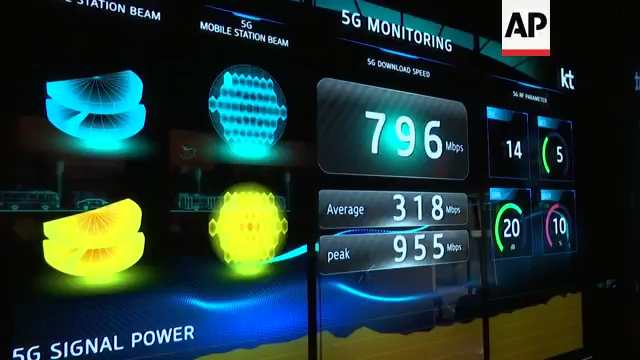 STATION BEAM
5G
MOBILE STATION BEAM
5G MONITORING
5G DOWNLOAD SPEED
796 Mbps
Average 318 Mbps
peak 955 Mbps
5G RF PARAMETER
14
5
20
dB
10
5G SIGNAL POWER
kt
AP